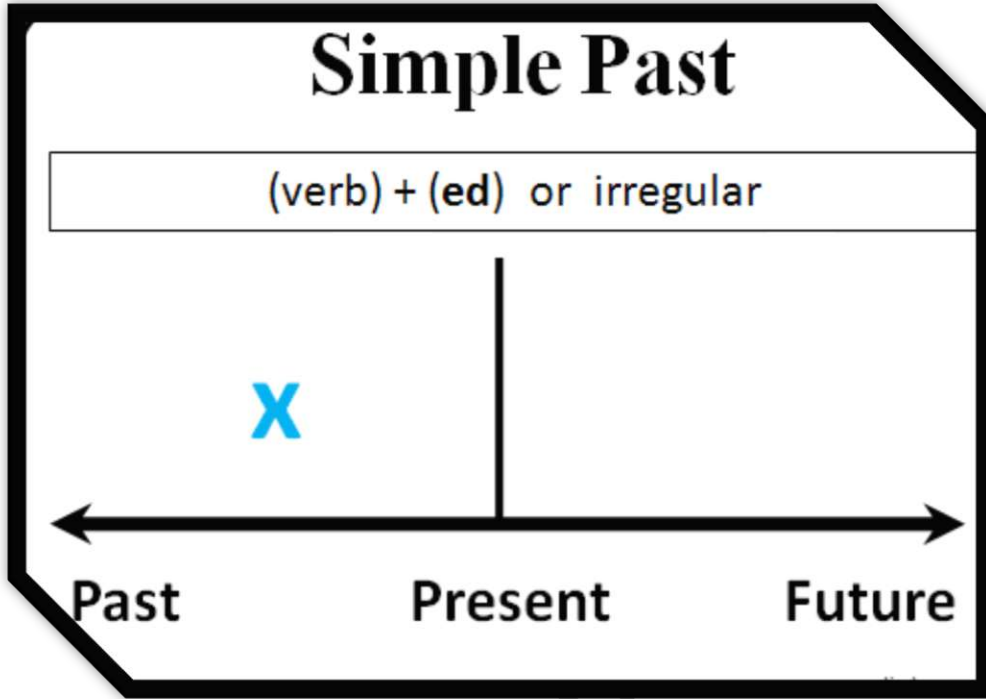 Simple Past
(verb) + (ed) or irregular
X
Past Present Future